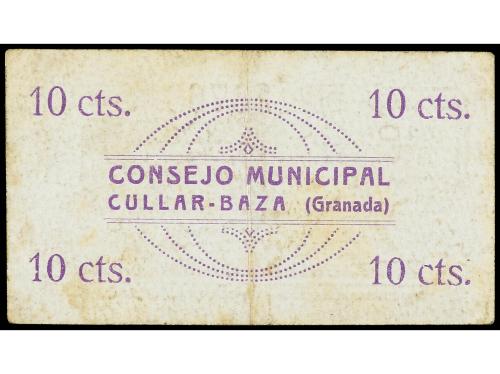 10 cts. 10 cts.
CONSEJO MUNICIPAL
CULLAR-BAZA (Granada)
10 cts. 10 cts.